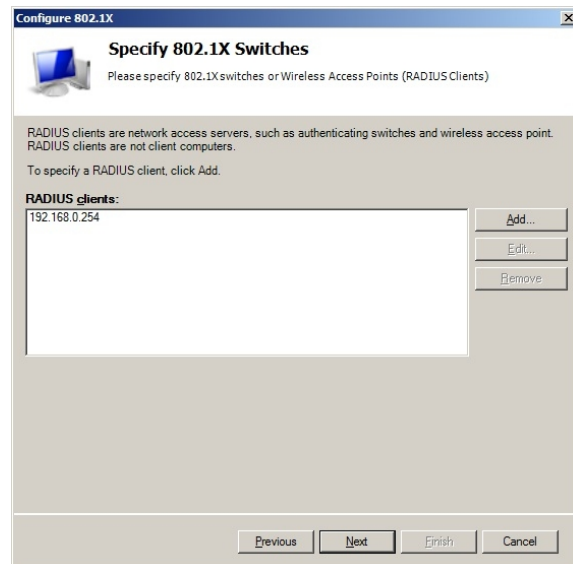 Configure 802.1X
Specify 802.1X Switches
Please specify 802.1X switches or Wireless Access Points (RADIUS Clients)
RADIUS clients are network access servers, such as authenticating switches and wireless access point.
RADIUS clients are not client computers.
To specify a RADIUS client, click Add.
RADIUS clients:
192.168.0.254
Add...
Edit...
Remove
Previous
Next
Finish
Cancel